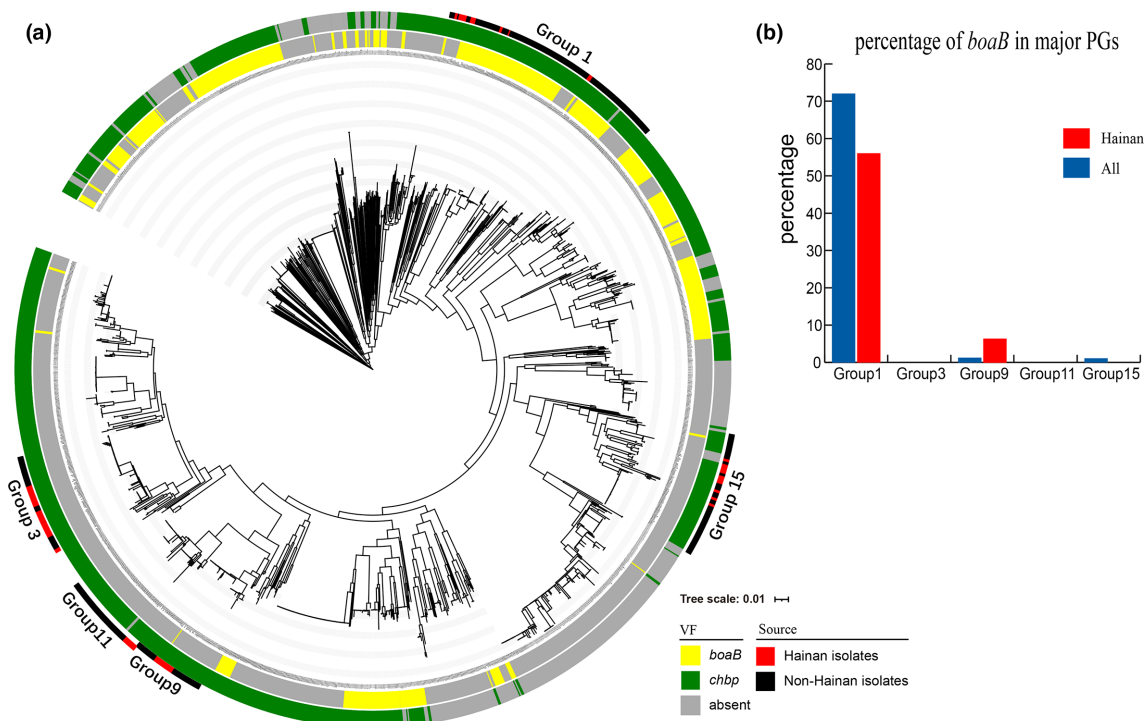 (a)
Group 1
Group 15
Group 3
Group11
Group9
Tree scale: 0.01
VF Source
boaB Hainan isolates
chbp Non-Hainan isolates
absent
(b)
percentage of boaB in major PGs
percentage
80
70
60
50
40
30
20
10
0
Hainan
All
Group1 Group3 Group9 Group11 Group15